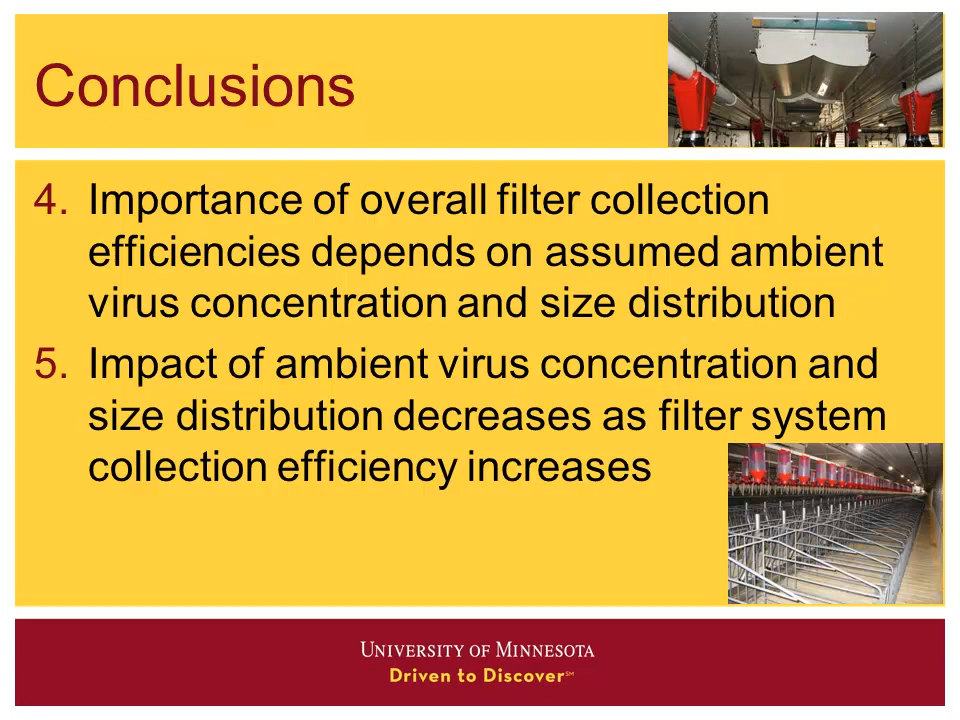 Conclusions
4. Importance of overall filter collection
efficiencies depends on assumed ambient
virus concentration and size distribution
5. Impact of ambient virus concentration and
size distribution decreases as filter system
collection efficiency increases
UNIVERSITY OF MINNESOTA
Driven to Discover℠